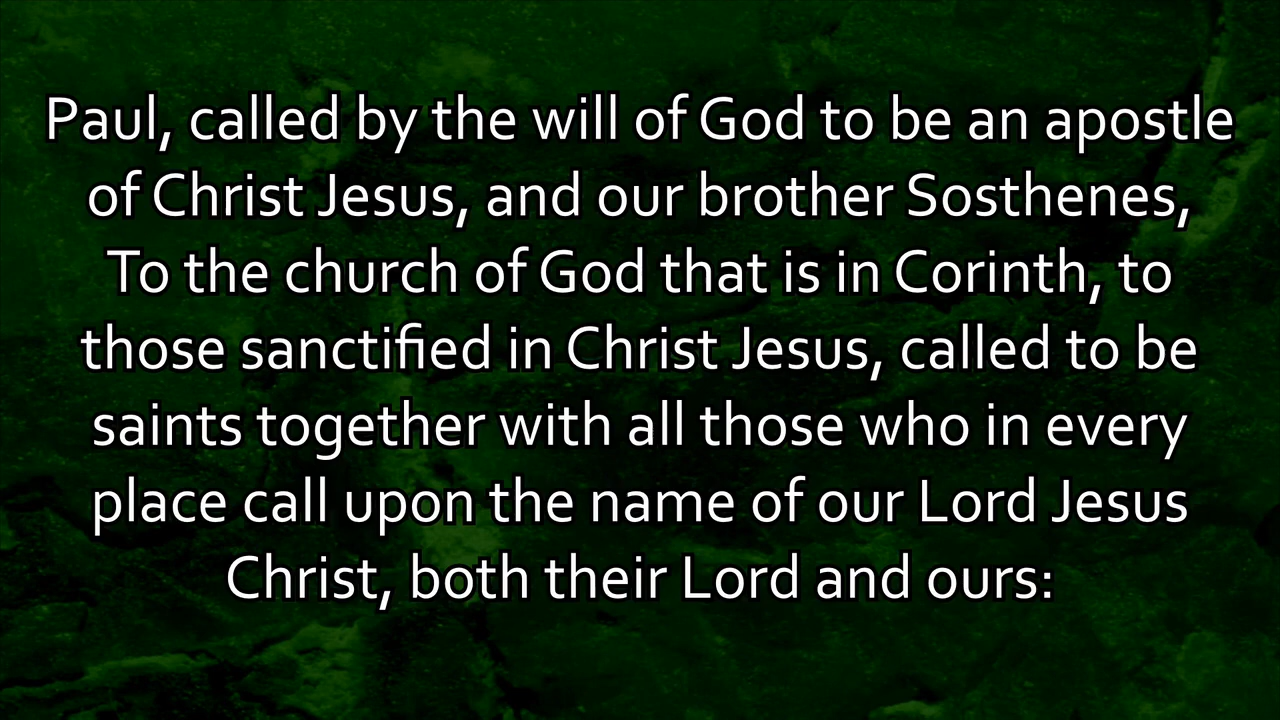 Paul, called by the will of God to be an apostle
of Christ Jesus, and our brother Sosthenes,
To the church of God that is in Corinth, to
those sanctified in Christ Jesus, called to be
saints together with all those who in every
place call upon the name of our Lord Jesus
Christ, both their Lord and ours: